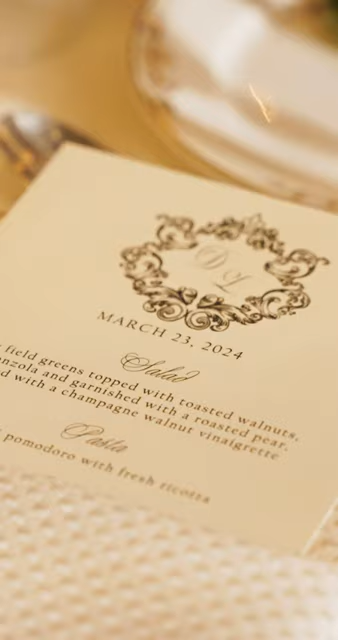 D Y
MARCH 23, 2024
Salad
field greens topped with toasted walnuts,
enzola and garnished with a roasted pear.
d with a champagne walnut vinaigrette
Pasta
pomodoro with fresh ricotta